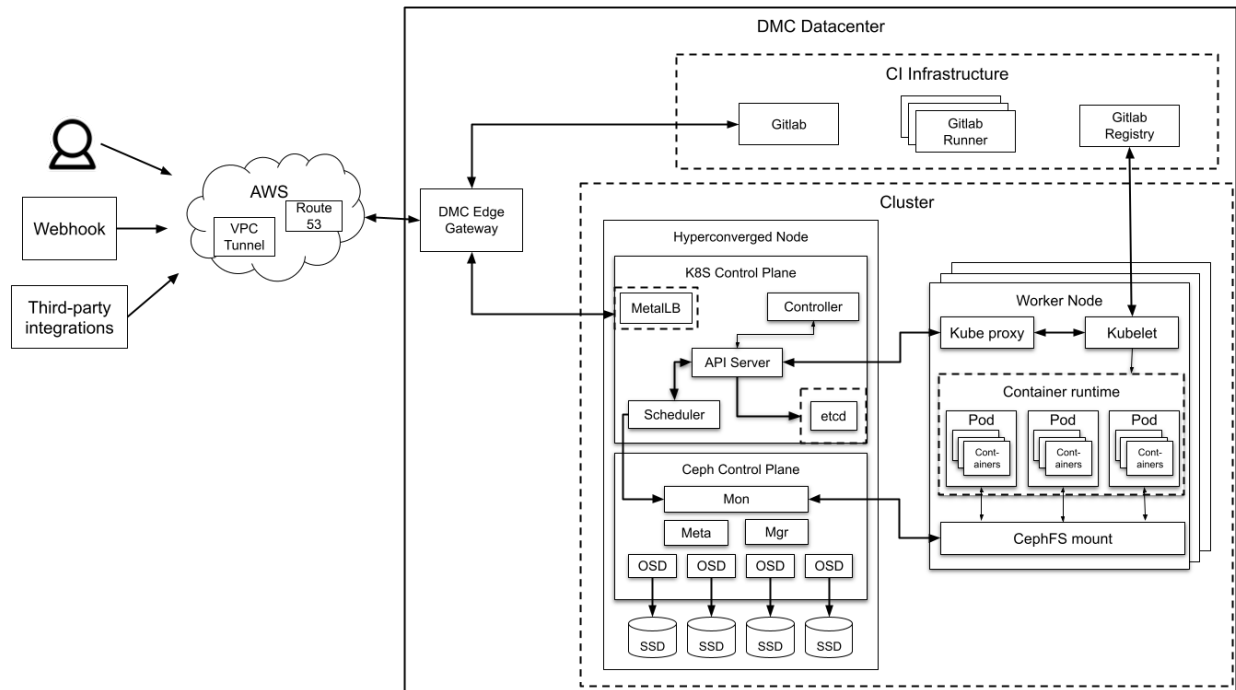 DMC Datacenter
CI Infrastructure
Gitlab
Gitlab
Runner
Gitlab
Registry
AWS
Route
53
VPC
Tunnel
Webhook
Third-party
integrations
DMC Edge
Gateway
Cluster
Hyperconverged Node
K8S Control Plane
MetalLB
Controller
API Server
Scheduler
etcd
Ceph Control Plane
Mon
Meta
Mgr
OSD
OSD
OSD
OSD
SSD
SSD
SSD
SSD
Worker Node
Kube proxy
Kubelet
Container runtime
Pod
Pod
Pod
Cont-
ainers
Cont-
ainers
Cont-
ainers
CephFS mount